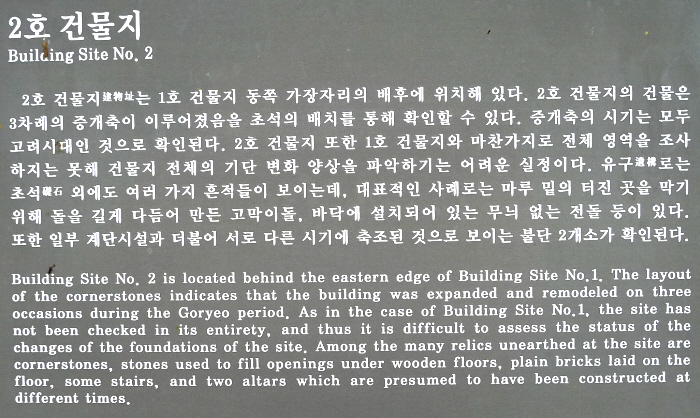 2호 건물지
Building Site No. 2
2호 건물지建物址는 1호 건물지 동쪽 가장자리의 배후에 위치해 있다. 2호 건물지의 건물은
3차례의 증개축이 이루어졌음을 초석의 배치를 통해 확인할 수 있다. 증개축의 시기는 모두
고려시대인 것으로 확인된다. 2호 건물지 또한 1호 건물지와 마찬가지로 전체 영역을 조사
하지는 못해 건물지 전체의 기단 변화 양상을 파악하기는 어려운 실정이다. 유구遺構로는
초석礎石 외에도 여러 가지 흔적들이 보이는데, 대표적인 사례로는 마루 밑의 터진 곳을 막기
위해 돌을 길게 다듬어 만든 고막이돌, 바닥에 설치되어 있는 무늬 없는 전돌 등이 있다.
또한 일부 계단시설과 더불어 서로 다른 시기에 축조된 것으로 보이는 불단 2개소가 확인된다.
Building Site No. 2 is located behind the eastern edge of Building Site No.1. The layout
of the cornerstones indicates that the building was expanded and remodeled on three
occasions during the Goryeo period. As in the case of Building Site No.1, the site has
not been checked in its entirety, and thus it is difficult to assess the status of the
changes of the foundations of the site. Among the many relics unearthed at the site are
cornerstones, stones used to fill openings under wooden floors, plain bricks laid on the
floor, some stairs, and two altars which are presumed to have been constructed at
different times.